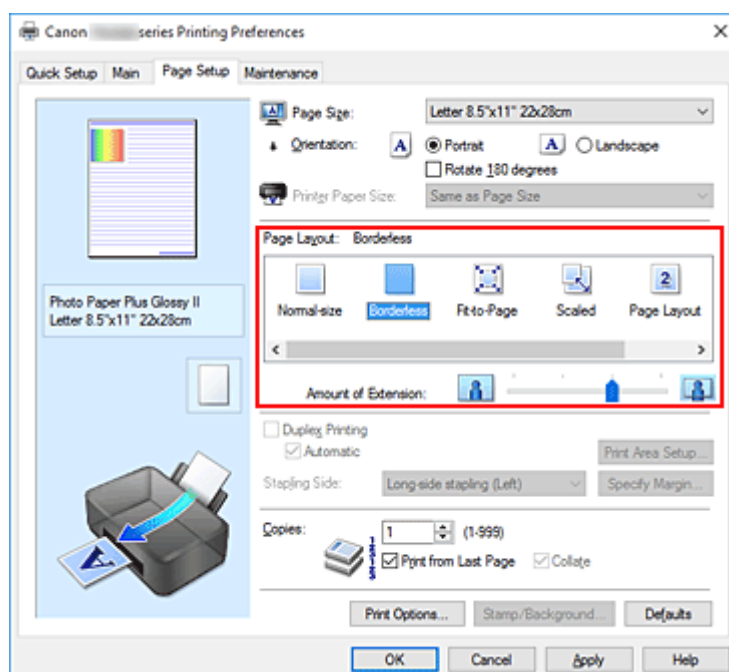 Canon series Printing Preferences
Quick Setup Main Page Setup Maintenance
Page Size: Letter 8.5"x11" 22x28cm
Orientation: A Portrait A Landscape
Rotate 180 degrees
Printer Paper Size: Same as Page Size
Page Layout: Borderless
Normal-size Borderless Fit-to-Page Scaled Page Layout
2
Photo Paper Plus Glossy II
Letter 8.5"x11" 22x28cm
Amount of Extension:
Duplex Printing
Automatic Print Area Setup...
Stapling Side: Long-side stapling (Left) Specify Margin...
Copies: 1 (1-999)
Print from Last Page Collate
A
Print Options... Stamp/Background... Defaults
OK Cancel Apply Help